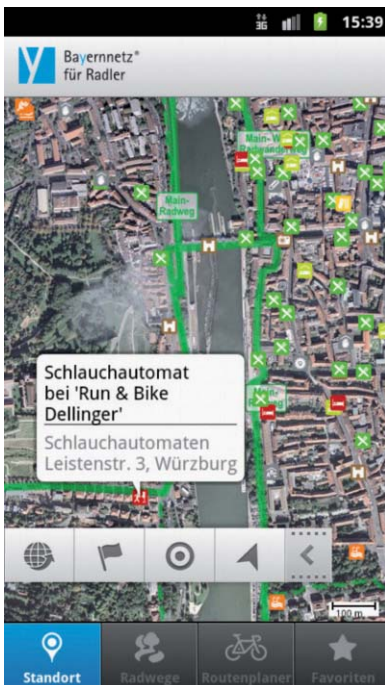 3G 15:39
Bayernnetz
für Radler
Main-
Radweg
Schlauchautomat
bei 'Run & Bike
Dellinger'
Schlauchautomaten
Leistenstr. 3, Würzburg
100 m
Standort Radwege Routenplaner Favoriten